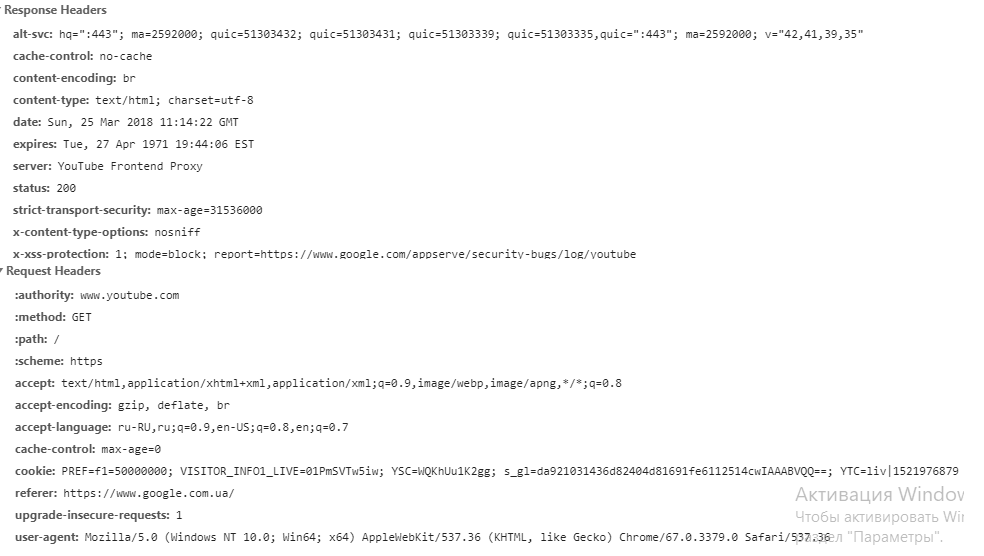 Response Headers
alt-svc: hq=":443"; ma=2592000; quic=51303432; quic=51303431; quic=51303339; quic=51303335,quic=":443"; ma=2592000; v="42,41,39,35"
cache-control: no-cache
content-encoding: br
content-type: text/html; charset=utf-8
date: Sun, 25 Mar 2018 11:14:22 GMT
expires: Tue, 27 Apr 1971 19:44:06 EST
server: YouTube Frontend Proxy
status: 200
strict-transport-security: max-age=31536000
x-content-type-options: nosniff
x-xss-protection: 1; mode=block; report=https://www.google.com/appserve/security-bugs/log/youtube
Request Headers
:authority: www.youtube.com
:method: GET
:path: /
:scheme: https
accept: text/html,application/xhtml+xml,application/xml;q=0.9,image/webp,image/apng,*/*;q=0.8
accept-encoding: gzip, deflate, br
accept-language: ru-RU,ru;q=0.9,en-US;q=0.8,en;q=0.7
cache-control: max-age=0
cookie: PREF=f1=50000000; VISITOR_INFO1_LIVE=01PmSVTw5iw; YSC=WQKhUu1K2gg; s_gl=da921031436d82404d81691fe6112514cwIAAABVQQ==; YTC=liv|1521976879
referer: https://www.google.com.ua/
upgrade-insecure-requests: 1
user-agent: Mozilla/5.0 (Windows NT 10.0; Win64; x64) AppleWebKit/537.36 (KHTML, like Gecko) Chrome/67.0.3379.0 Safari/537.36
Активация Window
Чтобы активировать Win
раздел "Параметры".